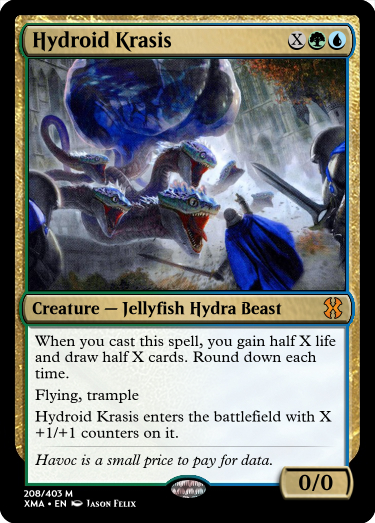 Hydroid Krasis X
Creature — Jellyfish Hydra Beast
When you cast this spell, you gain half X life
and draw half X cards. Round down each
time.
Flying, trample
Hydroid Krasis enters the battlefield with X
+1/+1 counters on it.
Havoc is a small price to pay for data.
0/0
208/403 M
XMA • EN Jason Felix